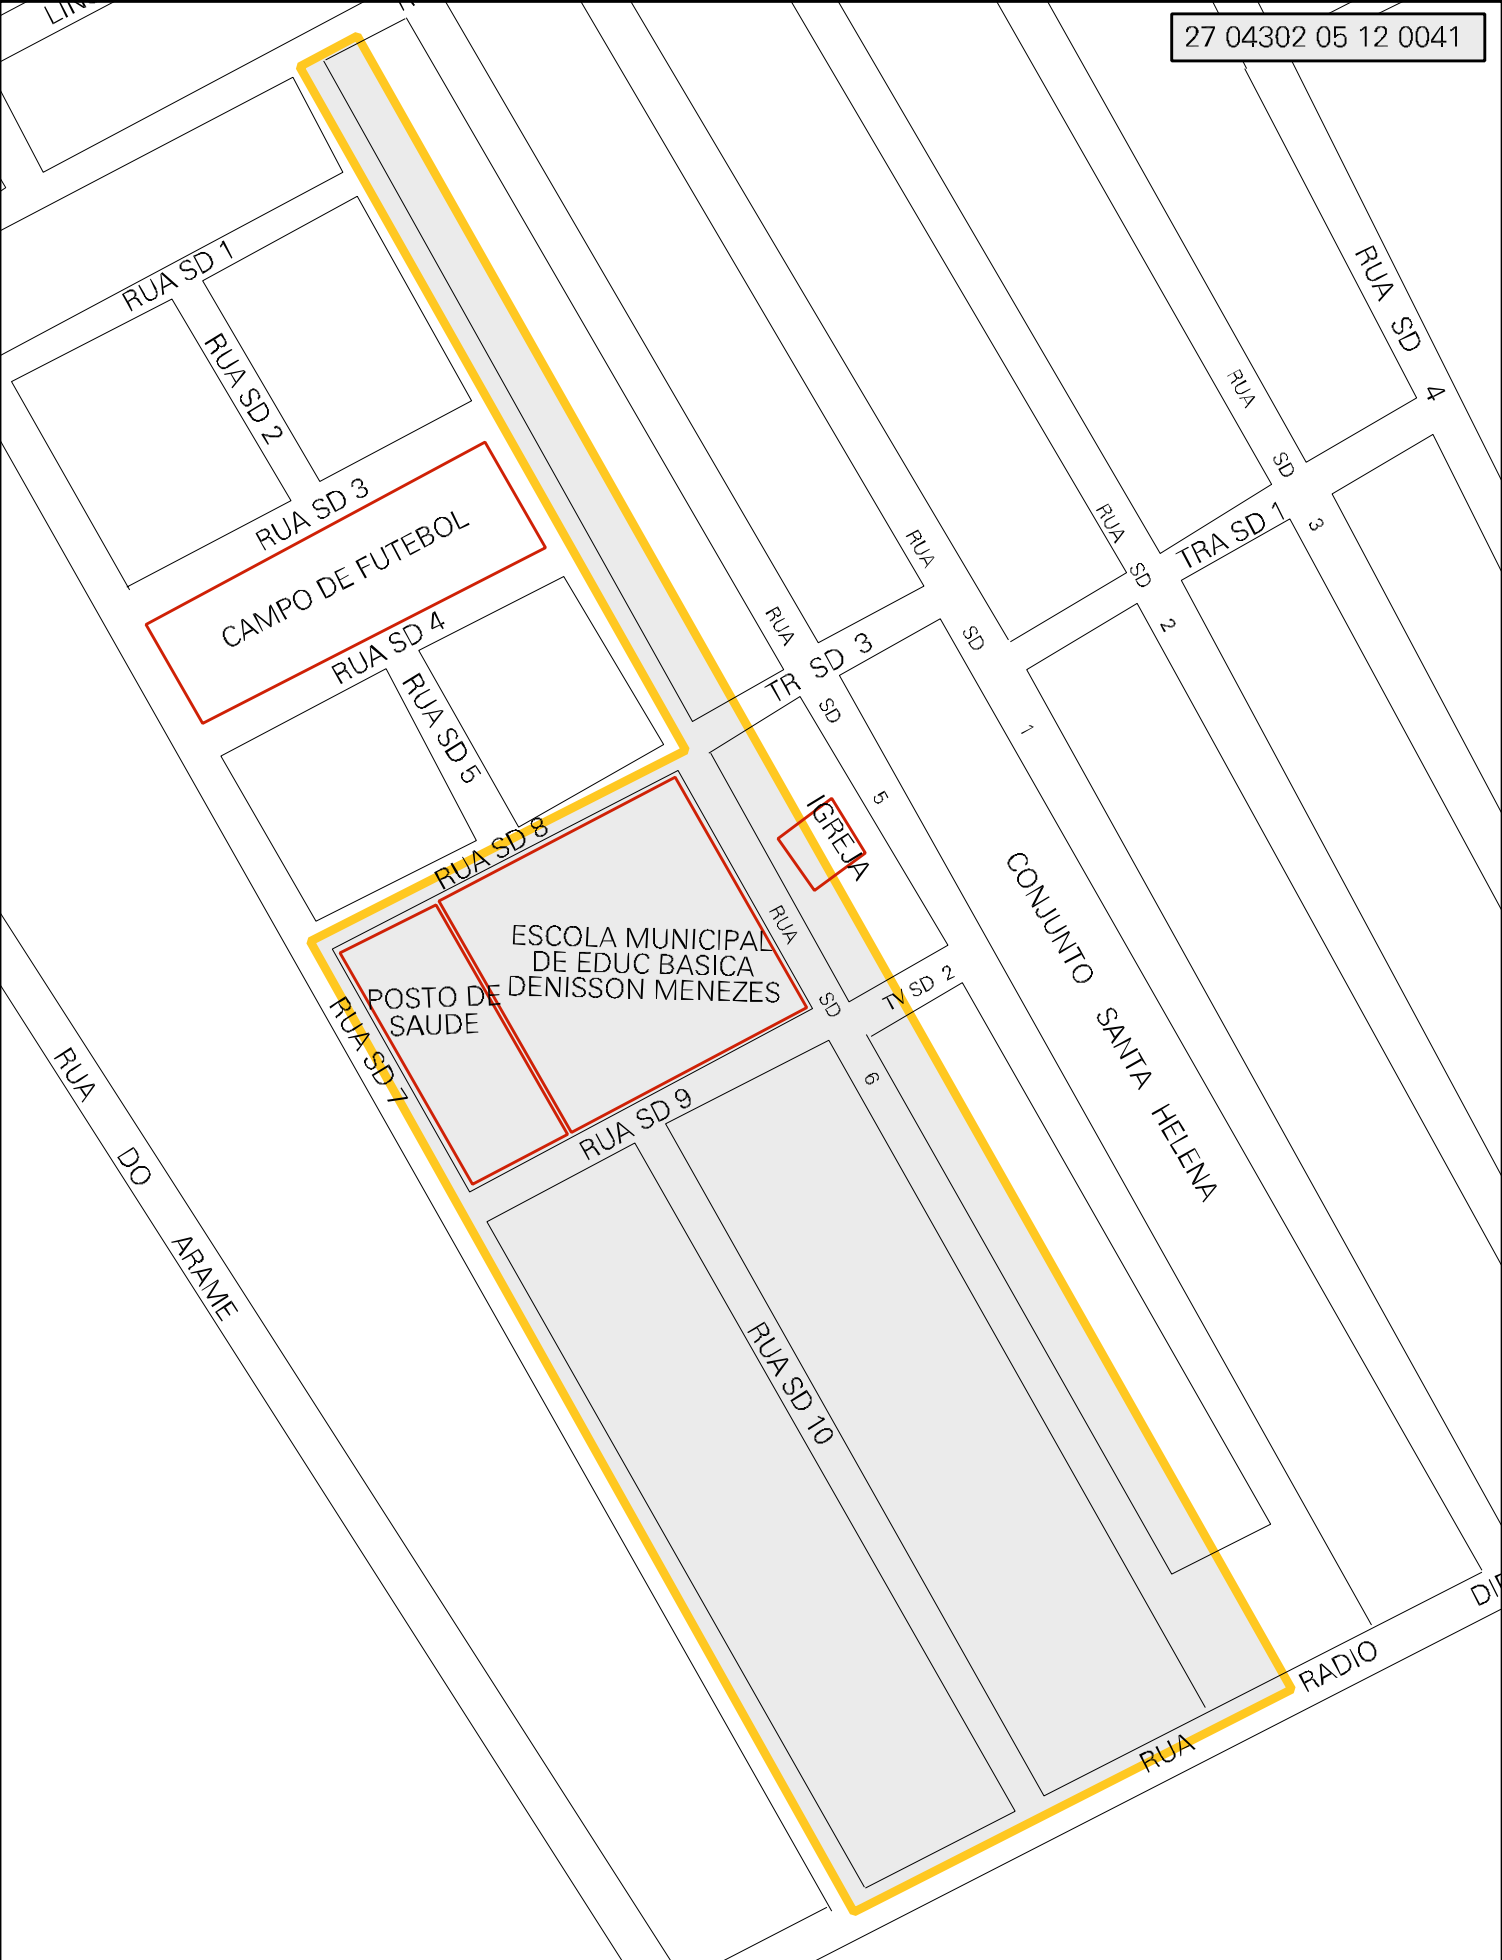 27 04302 05 12 0041
RUA SD 1
RUA SD 2
RUA SD 3
CAMPO DE FUTEBOL
RUA SD 4
RUA SD 5
RUA SD 8
RUA SD 4
RUA SD 3
TRA SD 1
RUA SD 2
RUA SD 1
RUA SD 5
TR SD 3
IGREJA
ESCOLA MUNICIPAL
DE EDUC BASICA
DENISSON MENEZES
POSTO DE
SAUDE
RUA SD 7
RUA SD 6
TV SD 2
CONJUNTO SANTA HELENA
RUA SD 9
RUA DO ARAME
RUA SD 10
RUA RADIO